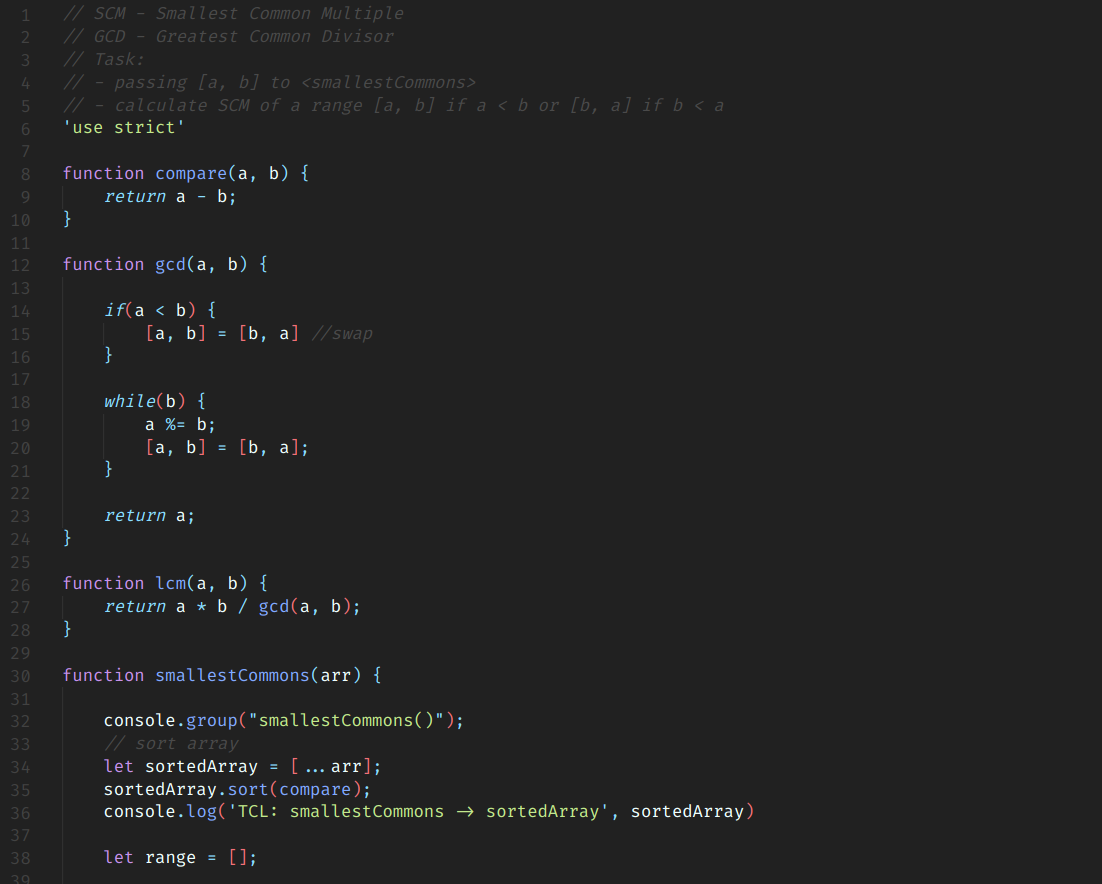 1 // SCM - Smallest Common Multiple
2 // GCD - Greatest Common Divisor
3 // Task:
4 // - passing [a, b] to <smallestCommons>
5 // - calculate SCM of a range [a, b] if a < b or [b, a] if b < a
6 'use strict'
7
8 function compare(a, b) {
9     return a - b;
10 }
11
12 function gcd(a, b) {
13
14     if(a < b) {
15         [a, b] = [b, a] //swap
16     }
17
18     while(b) {
19         a %= b;
20         [a, b] = [b, a];
21     }
22
23     return a;
24 }
25
26 function lcm(a, b) {
27     return a * b / gcd(a, b);
28 }
29
30 function smallestCommons(arr) {
31
32     console.group("smallestCommons()");
33     // sort array
34     let sortedArray = [...arr];
35     sortedArray.sort(compare);
36     console.log('TCL: smallestCommons -> sortedArray', sortedArray)
37
38     let range = [];
39